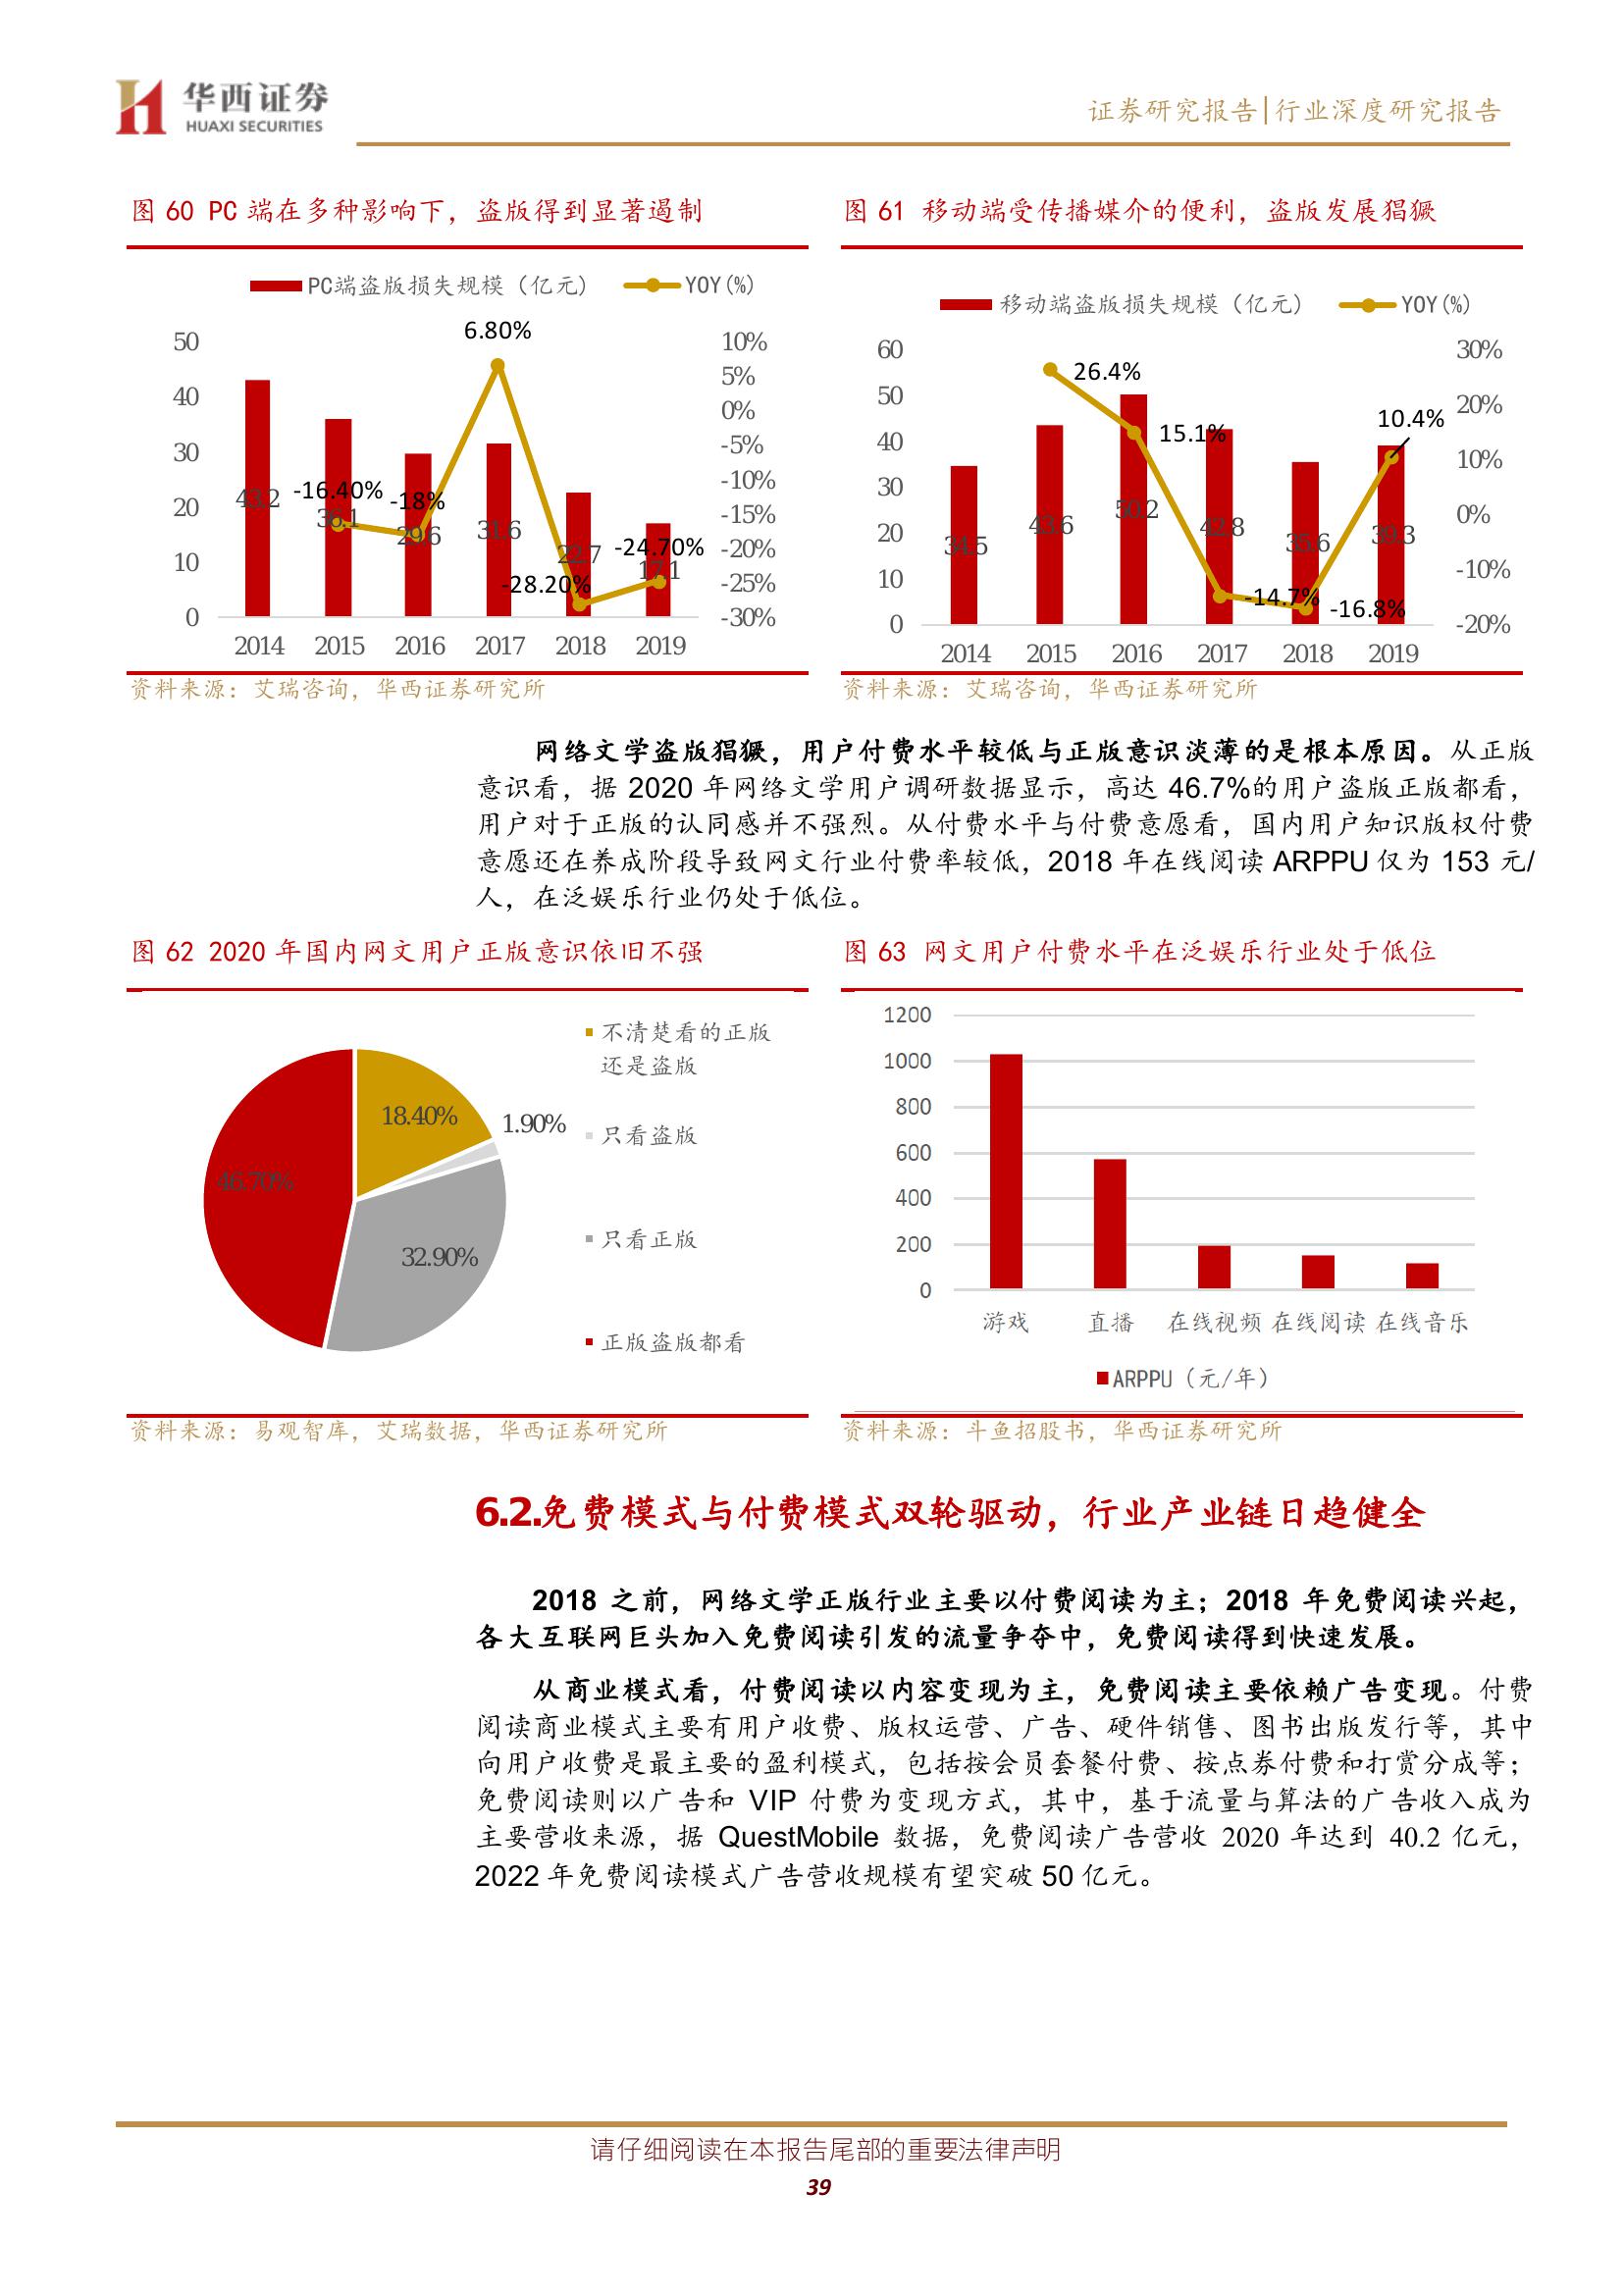 华西证券
HUAXI SECURITIES
证券研究报告|行业深度研究报告
图 60 PC 端在多种影响下，盗版得到显著遏制
PC端盗版损失规模（亿元） YOY(%)
50
40
30
20
10
0
10%
5%
0%
-5%
-10%
-15%
-20%
-25%
-30%
43.2
36.1
29.6
31.6
22.7
17.1
-16.40%
-18%
6.80%
-28.20%
-24.70%
2014 2015 2016 2017 2018 2019
资料来源：艾瑞咨询，华西证券研究所
图 61 移动端受传播媒介的便利，盗版发展猖獗
移动端盗版损失规模（亿元） YOY(%)
60
50
40
30
20
10
0
30%
20%
10%
0%
-10%
-20%
34.5
43.6
50.2
42.8
35.6
39.3
26.4%
15.1%
-14.7%
-16.8%
10.4%
2014 2015 2016 2017 2018 2019
资料来源：艾瑞咨询，华西证券研究所
网络文学盗版猖獗，用户付费水平较低与正版意识淡薄的是根本原因。从正版
意识看，据 2020 年网络文学用户调研数据显示，高达 46.7%的用户盗版正版都看，
用户对于正版的认同感并不强烈。从付费水平与付费意愿看，国内用户知识版权付费
意愿还在养成阶段导致网文行业付费率较低，2018 年在线阅读 ARPPU 仅为 153 元/
人，在泛娱乐行业仍处于低位。
图 62 2020 年国内网文用户正版意识依旧不强
18.40%
1.90%
32.90%
46.70%
不清楚看的正版
还是盗版
只看盗版
只看正版
正版盗版都看
资料来源：易观智库，艾瑞数据，华西证券研究所
图 63 网文用户付费水平在泛娱乐行业处于低位
1200
1000
800
600
400
200
0
游戏 直播 在线视频 在线阅读 在线音乐
ARPPU（元/年）
资料来源：斗鱼招股书，华西证券研究所
6.2.免费模式与付费模式双轮驱动，行业产业链日趋健全
2018 之前，网络文学正版行业主要以付费阅读为主；2018 年免费阅读兴起，
各大互联网巨头加入免费阅读引发的流量争夺中，免费阅读得到快速发展。
从商业模式看，付费阅读以内容变现为主，免费阅读主要依赖广告变现。付费
阅读商业模式主要有用户收费、版权运营、广告、硬件销售、图书出版发行等，其中
向用户收费是最主要的盈利模式，包括按会员套餐付费、按点券付费和打赏分成等；
免费阅读则以广告和 VIP 付费为变现方式，其中，基于流量与算法的广告收入成为
主要营收来源，据 QuestMobile 数据，免费阅读广告营收 2020 年达到 40.2 亿元，
2022 年免费阅读模式广告营收规模有望突破 50 亿元。
请仔细阅读在本报告尾部的重要法律声明
39